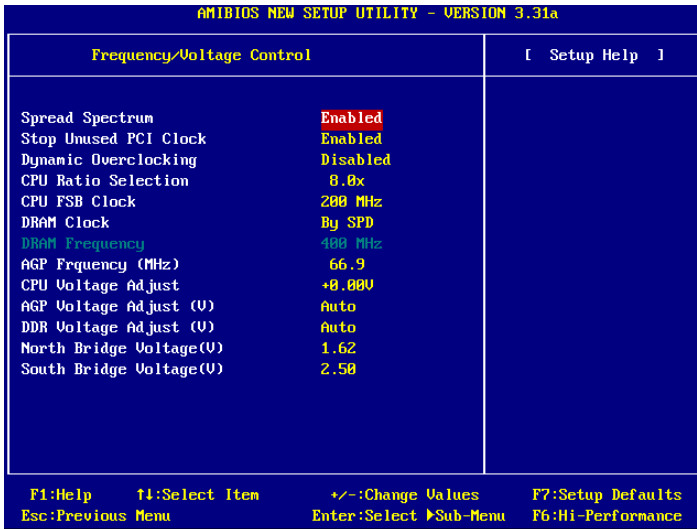 AMIBIOS NEW SETUP UTILITY - VERSION 3.31a
Frequency/Voltage Control
[ Setup Help ]
Spread Spectrum Enabled
Stop Unused PCI Clock Enabled
Dynamic Overclocking Disabled
CPU Ratio Selection 8.0x
CPU FSB Clock 200 MHz
DRAM Clock By SPD
DRAM Frequency 400 MHz
AGP Frquency (MHz) 66.9
CPU Voltage Adjust +0.00V
AGP Voltage Adjust (V) Auto
DDR Voltage Adjust (V) Auto
North Bridge Voltage(V) 1.62
South Bridge Voltage(V) 2.50
F1:Help ↑↓:Select Item +/-:Change Values F7:Setup Defaults
Esc:Previous Menu Enter:Select ▶Sub-Menu F6:Hi-Performance